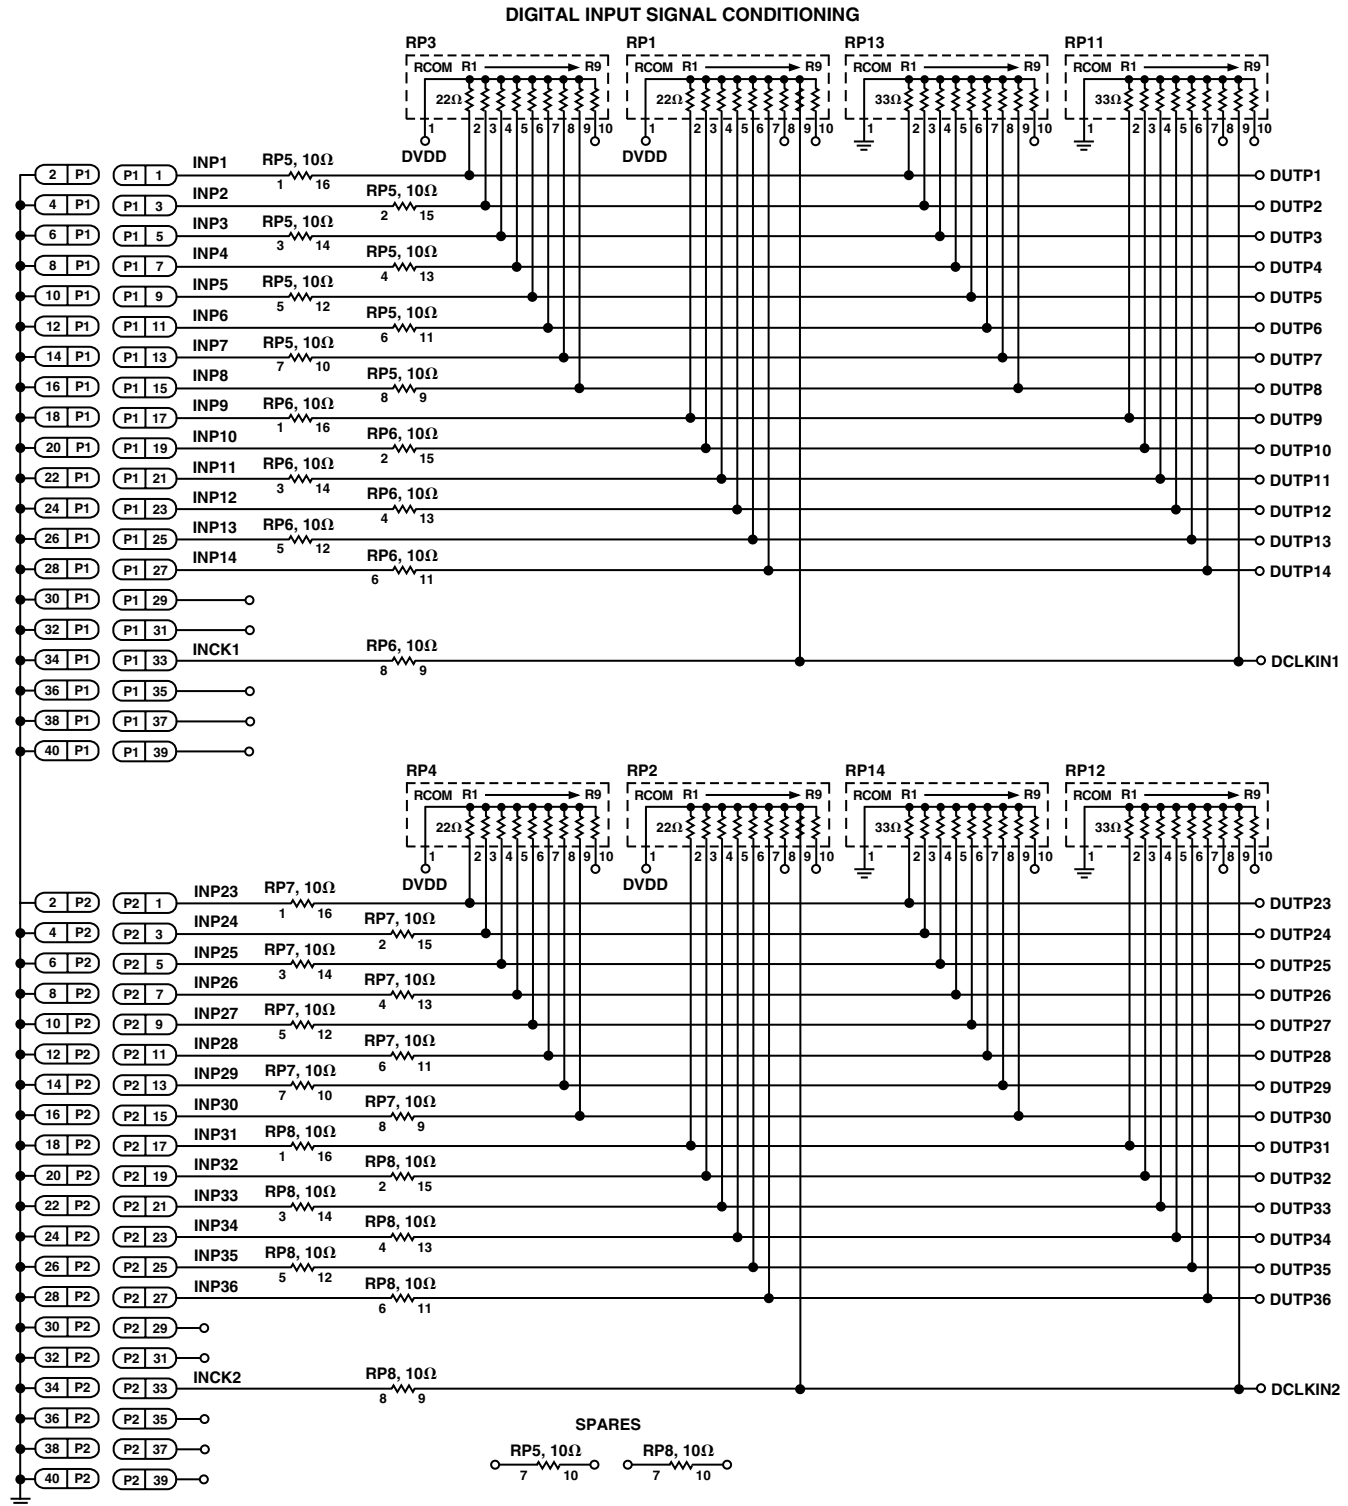 DIGITAL INPUT SIGNAL CONDITIONING
RP3 RP1 RP13 RP11
RCOM R1 R9 RCOM R1 R9 RCOM R1 R9 RCOM R1 R9
22Ω 22Ω 33Ω 33Ω
1 2 3 4 5 6 7 8 9 10 1 2 3 4 5 6 7 8 9 10 1 2 3 4 5 6 7 8 9 10 1 2 3 4 5 6 7 8 9 10
DVDD DVDD
2 P1 P1 1 INP1 RP5, 10Ω 1 16 DUTP1
4 P1 P1 3 INP2 RP5, 10Ω 2 15 DUTP2
6 P1 P1 5 INP3 RP5, 10Ω 3 14 DUTP3
8 P1 P1 7 INP4 RP5, 10Ω 4 13 DUTP4
10 P1 P1 9 INP5 RP5, 10Ω 5 12 DUTP5
12 P1 P1 11 INP6 RP5, 10Ω 6 11 DUTP6
14 P1 P1 13 INP7 RP5, 10Ω 7 10 DUTP7
16 P1 P1 15 INP8 RP5, 10Ω 8 9 DUTP8
18 P1 P1 17 INP9 RP6, 10Ω 1 16 DUTP9
20 P1 P1 19 INP10 RP6, 10Ω 2 15 DUTP10
22 P1 P1 21 INP11 RP6, 10Ω 3 14 DUTP11
24 P1 P1 23 INP12 RP6, 10Ω 4 13 DUTP12
26 P1 P1 25 INP13 RP6, 10Ω 5 12 DUTP13
28 P1 P1 27 INP14 RP6, 10Ω 6 11 DUTP14
30 P1 P1 29
32 P1 P1 31
34 P1 P1 33 INCK1 RP6, 10Ω 8 9 DCLKIN1
36 P1 P1 35
38 P1 P1 37
40 P1 P1 39
RP4 RP2 RP14 RP12
RCOM R1 R9 RCOM R1 R9 RCOM R1 R9 RCOM R1 R9
22Ω 22Ω 33Ω 33Ω
1 2 3 4 5 6 7 8 9 10 1 2 3 4 5 6 7 8 9 10 1 2 3 4 5 6 7 8 9 10 1 2 3 4 5 6 7 8 9 10
DVDD DVDD
2 P2 P2 1 INP23 RP7, 10Ω 1 16 DUTP23
4 P2 P2 3 INP24 RP7, 10Ω 2 15 DUTP24
6 P2 P2 5 INP25 RP7, 10Ω 3 14 DUTP25
8 P2 P2 7 INP26 RP7, 10Ω 4 13 DUTP26
10 P2 P2 9 INP27 RP7, 10Ω 5 12 DUTP27
12 P2 P2 11 INP28 RP7, 10Ω 6 11 DUTP28
14 P2 P2 13 INP29 RP7, 10Ω 7 10 DUTP29
16 P2 P2 15 INP30 RP7, 10Ω 8 9 DUTP30
18 P2 P2 17 INP31 RP8, 10Ω 1 16 DUTP31
20 P2 P2 19 INP32 RP8, 10Ω 2 15 DUTP32
22 P2 P2 21 INP33 RP8, 10Ω 3 14 DUTP33
24 P2 P2 23 INP34 RP8, 10Ω 4 13 DUTP34
26 P2 P2 25 INP35 RP8, 10Ω 5 12 DUTP35
28 P2 P2 27 INP36 RP8, 10Ω 6 11 DUTP36
30 P2 P2 29
32 P2 P2 31
34 P2 P2 33 INCK2 RP8, 10Ω 8 9 DCLKIN2
36 P2 P2 35
38 P2 P2 37
40 P2 P2 39
SPARES
RP5, 10Ω RP8, 10Ω
7 10 7 10